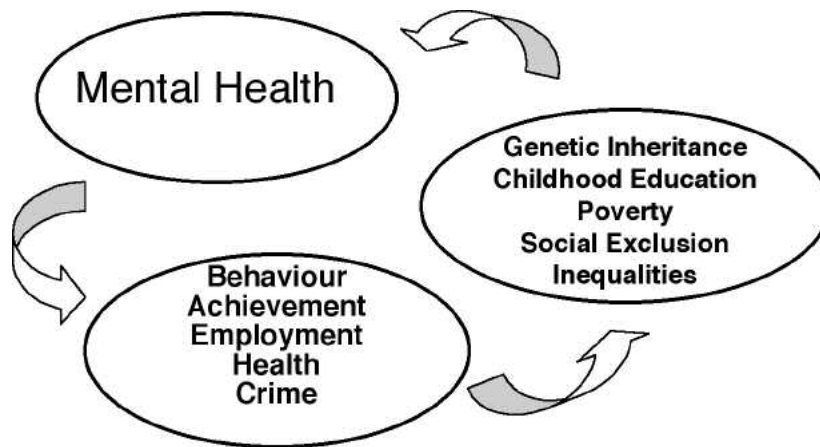 Mental Health
Genetic Inheritance
Childhood Education
Poverty
Social Exclusion
Inequalities
Behaviour
Achievement
Employment
Health
Crime